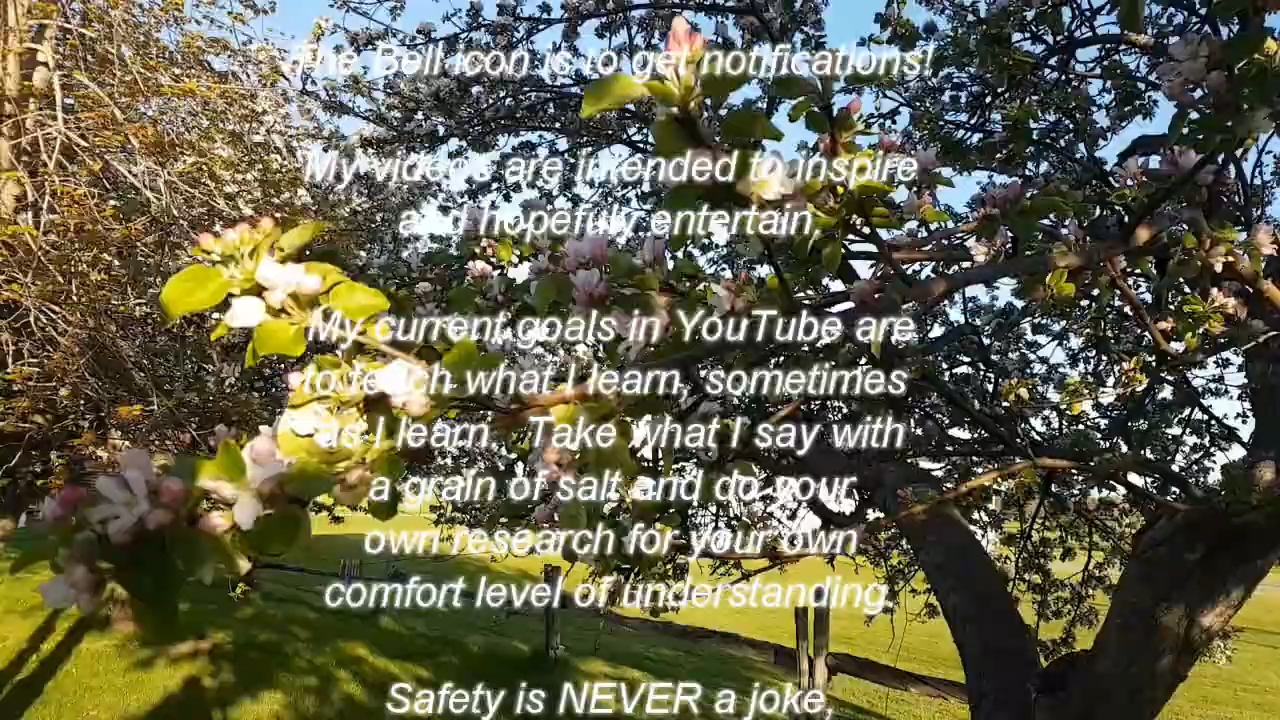 The Bell icon is to get notifications!
My videos are intended to inspire
and hopefully entertain,
My current goals in YouTube are
to teach what I learn, sometimes
as I learn. Take what I say with
a grain of salt and do your
own research for your own
comfort level of understanding.
Safety is NEVER a joke,